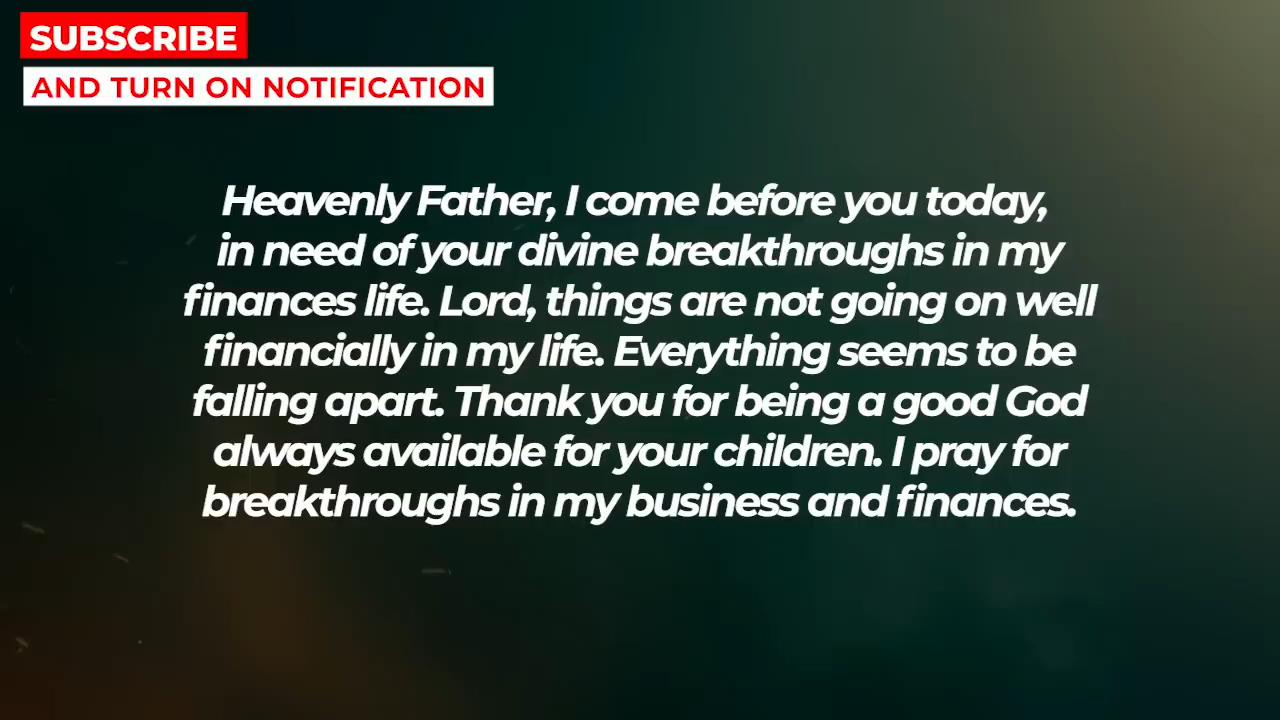 SUBSCRIBE
AND TURN ON NOTIFICATION
Heavenly Father, I come before you today,
in need of your divine breakthroughs in my
finances life. Lord, things are not going on well
financially in my life. Everything seems to be
falling apart. Thank you for being a good God
always available for your children. I pray for
breakthroughs in my business and finances.